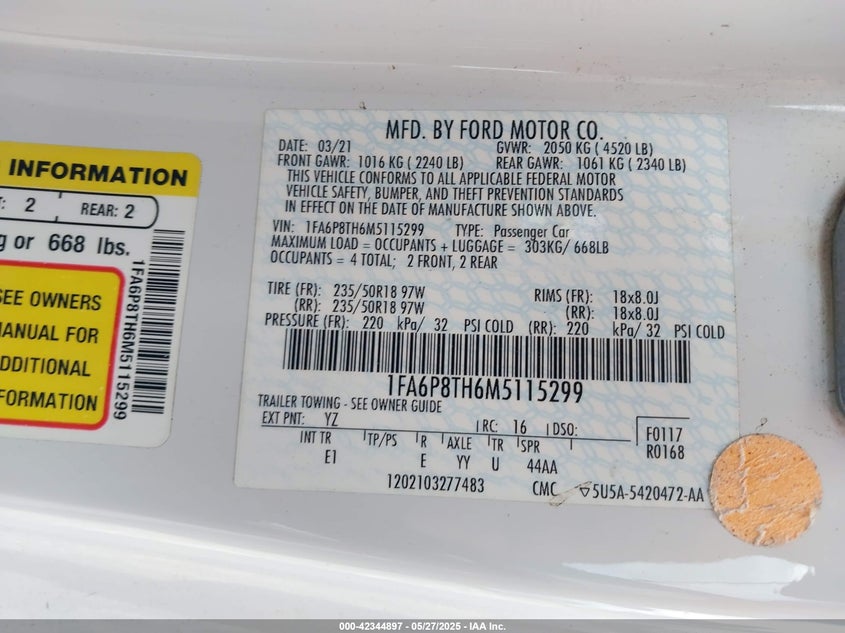 INFORMATION
2 REAR: 2
or 668 lbs.
SEE OWNERS
MANUAL FOR
ADDITIONAL
1FA6P8TH6M5115299
MFD. BY FORD MOTOR CO.
DATE: 03/21 GVWR: 2050 KG ( 4520 LB)
FRONT GAWR: 1016 KG ( 2240 LB) REAR GAWR: 1061 KG ( 2340 LB)
THIS VEHICLE CONFORMS TO ALL APPLICABLE FEDERAL MOTOR
VEHICLE SAFETY, BUMPER, AND THEFT PREVENTION STANDARDS
IN EFFECT ON THE DATE OF MANUFACTURE SHOWN ABOVE.
VIN: 1FA6P8TH6M5115299 TYPE: Passenger Car
MAXIMUM LOAD = OCCUPANTS + LUGGAGE = 303KG/ 668LB
OCCUPANTS = 4 TOTAL; 2 FRONT, 2 REAR
TIRE (FR): 235/50R18 97W RIMS (FR): 18x8.0J
(RR): 235/50R18 97W (RR): 18x8.0J
PRESSURE (FR): 220 kPa/ 32 PSI COLD (RR): 220 kPa/ 32 PSI COLD
1FA6P8TH6M5115299
TRAILER TOWING - SEE OWNER GUIDE
EXT PNT: YZ RC: 16 DSO: F0117
R0168
INT TR TP/PS R AXLE TR SPR
E1 E YY U 44AA
1202103277483 CMC 5U5A-5420472-AA
000-42344897 - 05/27/2025 - IAA Inc.